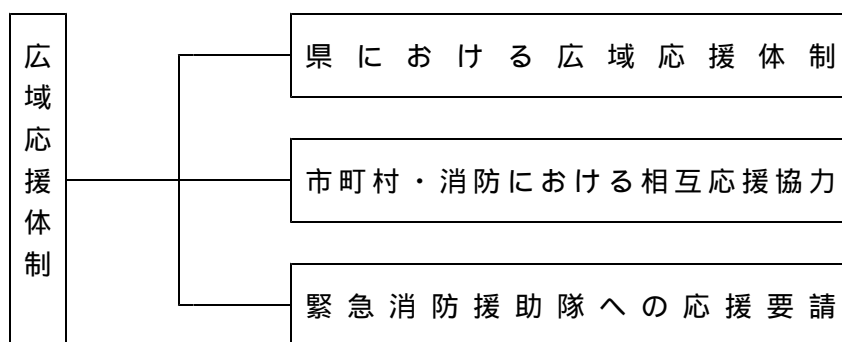 広域応援体制
県における広域応援体制
市町村・消防における相互応援協力
緊急消防援助隊への応援要請